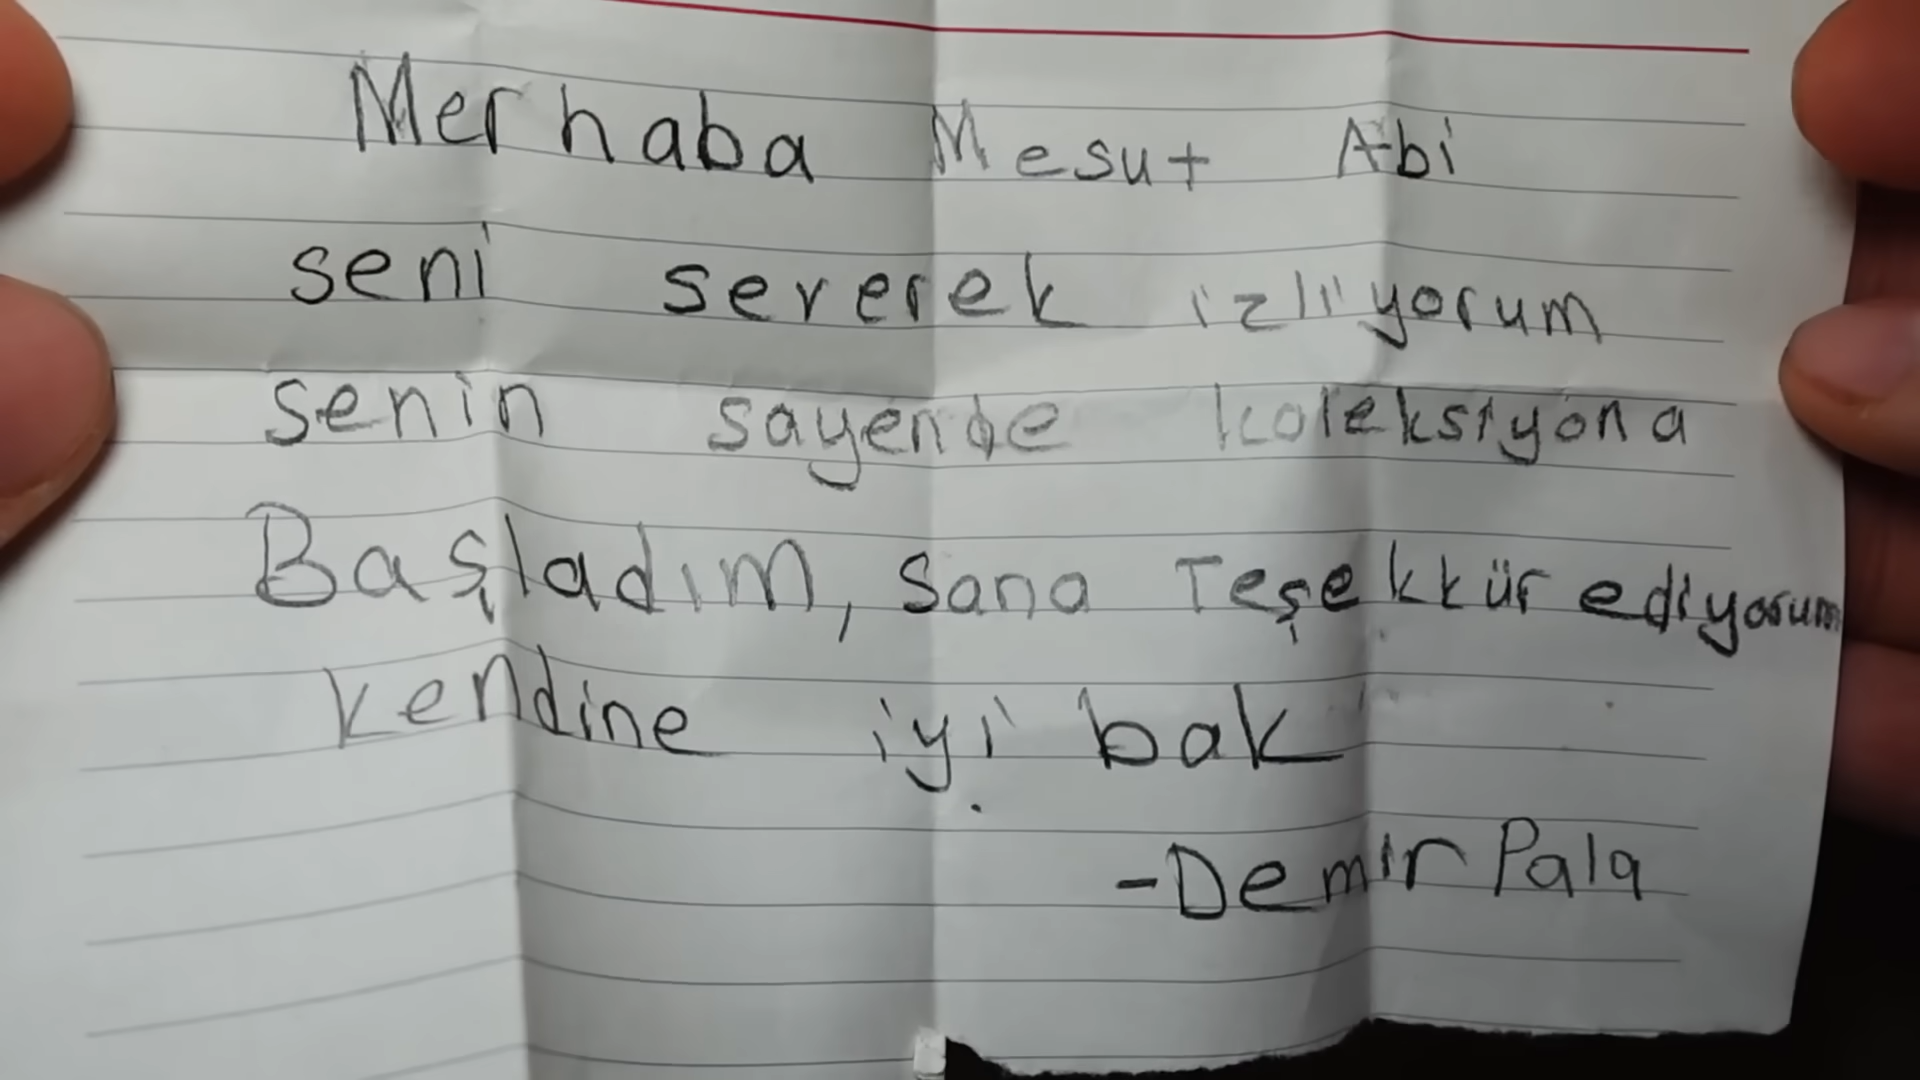 Merhaba Mesut Abi
seni severek izliyorum
senin sayende koleksiyona
Başladım, Sana Teşekkür ediyorum
kendine iyi bak
-Demir Pala